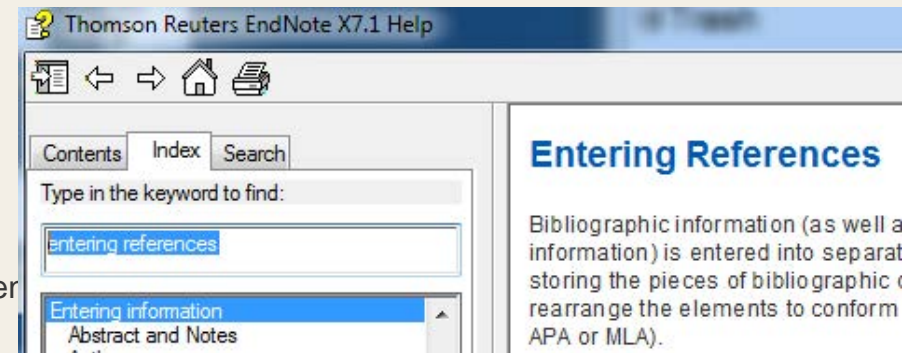 Thomson Reuters EndNote X7.1 Help
Contents Index Search
Type in the keyword to find:
entering references
er
Entering information
Abstract and Notes
Entering References
Bibliographic information (as well a
information) is entered into separat
storing the pieces of bibliographic
rearrange the elements to conform
APA or MLA).